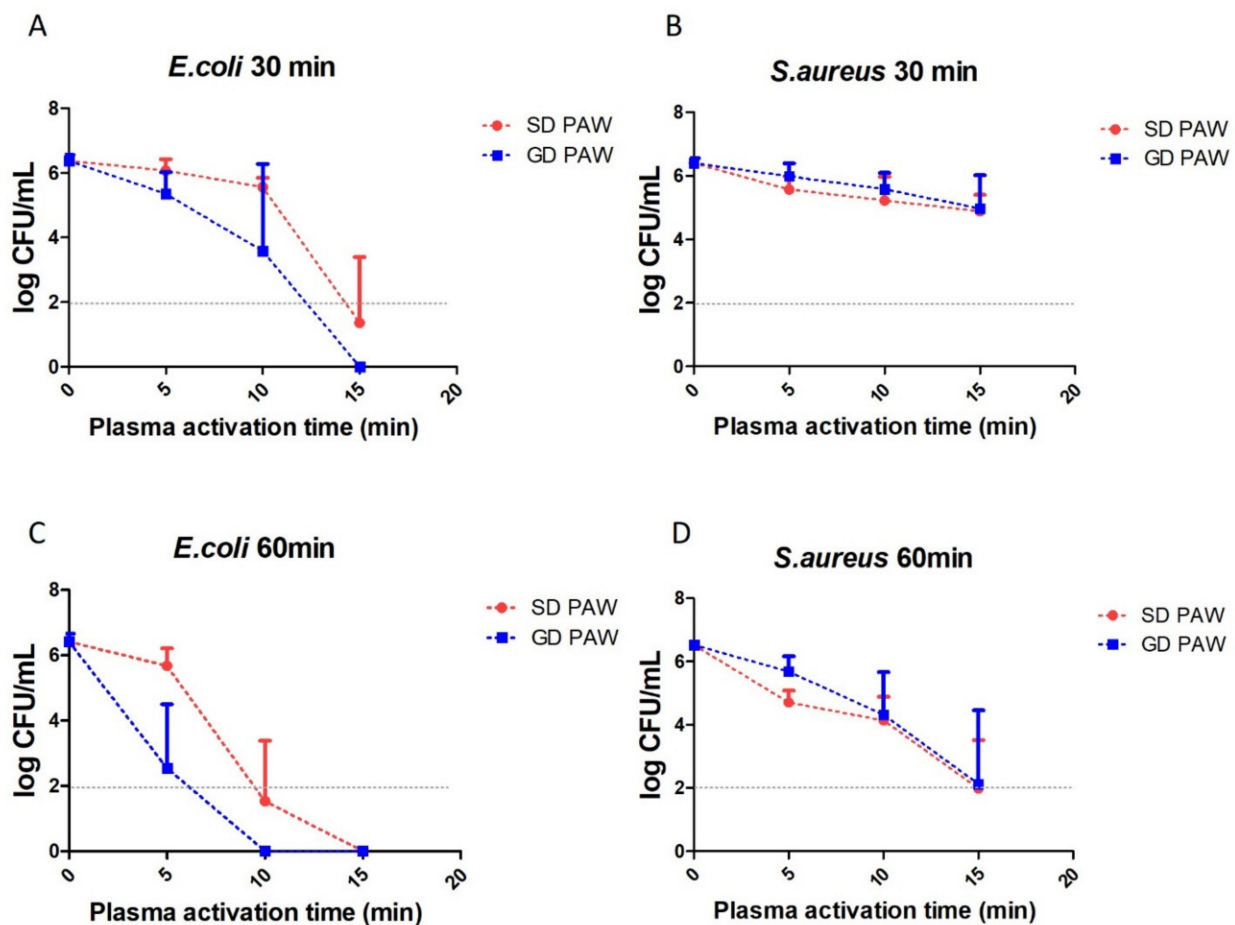 A
E.coli 30 min
8
6
4
2
0
log CFU/mL
0 5 10 15 20
Plasma activation time (min)
SD PAW
GD PAW
B
S.aureus 30 min
8
6
4
2
0
log CFU/mL
0 5 10 15 20
Plasma activation time (min)
SD PAW
GD PAW
C
E.coli 60min
8
6
4
2
0
log CFU/mL
0 5 10 15 20
Plasma activation time (min)
SD PAW
GD PAW
D
S.aureus 60min
8
6
4
2
0
log CFU/mL
0 5 10 15 20
Plasma activation time (min)
SD PAW
GD PAW